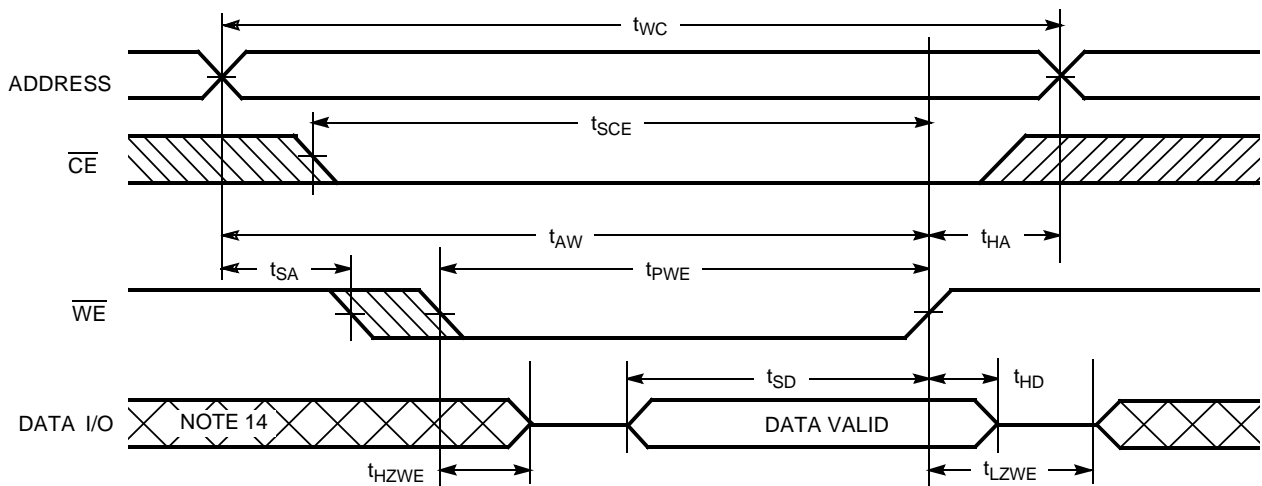 tWC
ADDRESS
tSCE
CE
tAW
tHA
tSA
tPWE
WE
tSD
tHD
DATA I/O
NOTE 14
DATA VALID
tHZWE
tLZWE